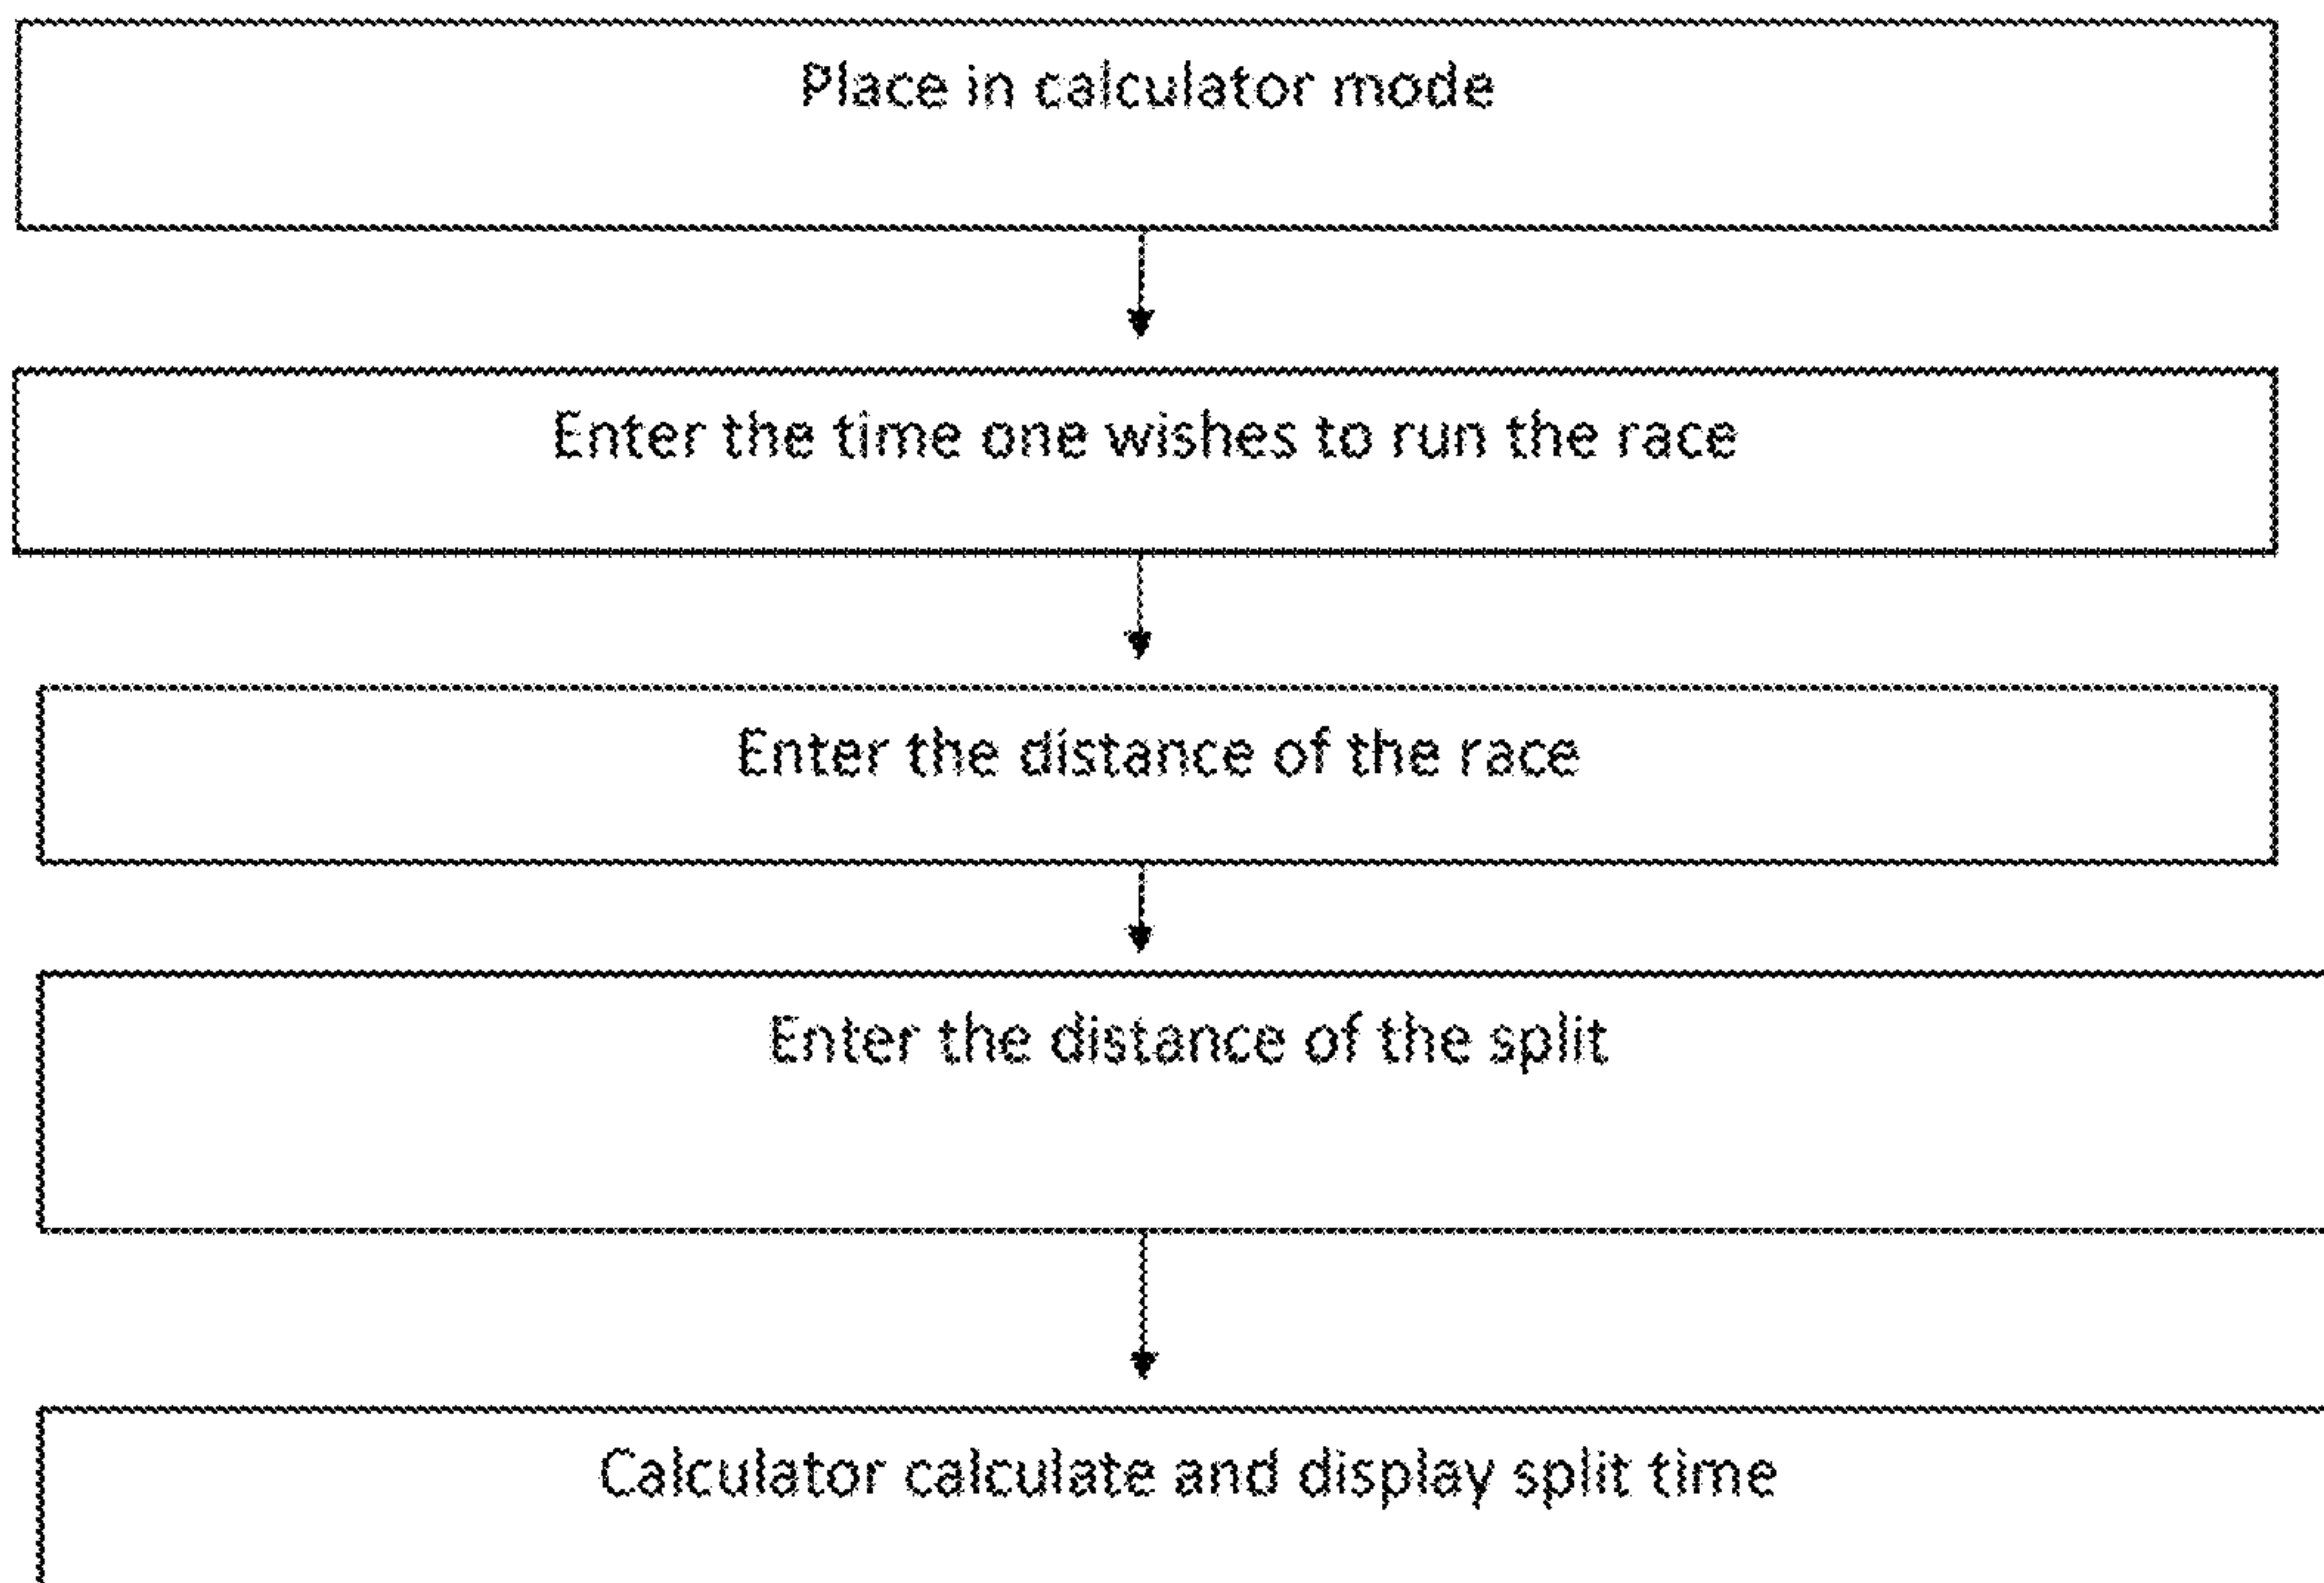 Place in calculator mode
Enter the time one wishes to run the race
Enter the distance of the race
Enter the distance of the split
Calculator calculate and display split time